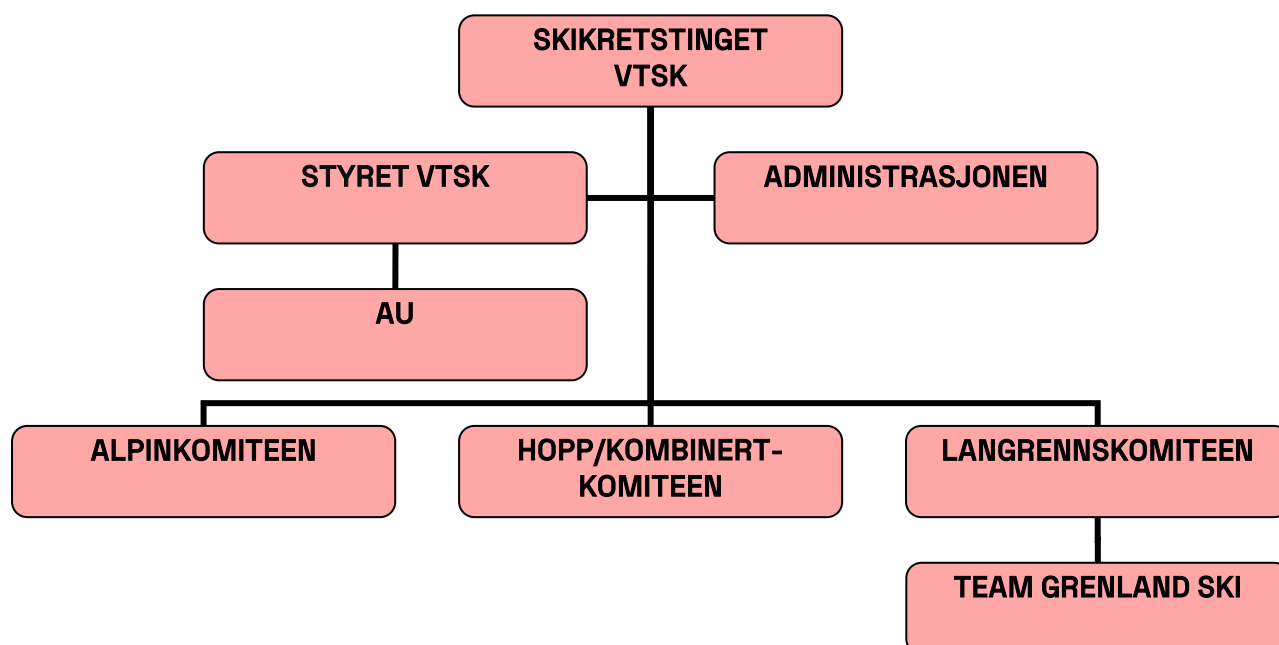 SKIKRETSTINGET
VTSK
STYRET VTSK
ADMINISTRASJONEN
AU
ALPINKOMITEEN
HOPP/KOMBINERT-
KOMITEEN
LANGRENNSKOMITEEN
TEAM GRENLAND SKI